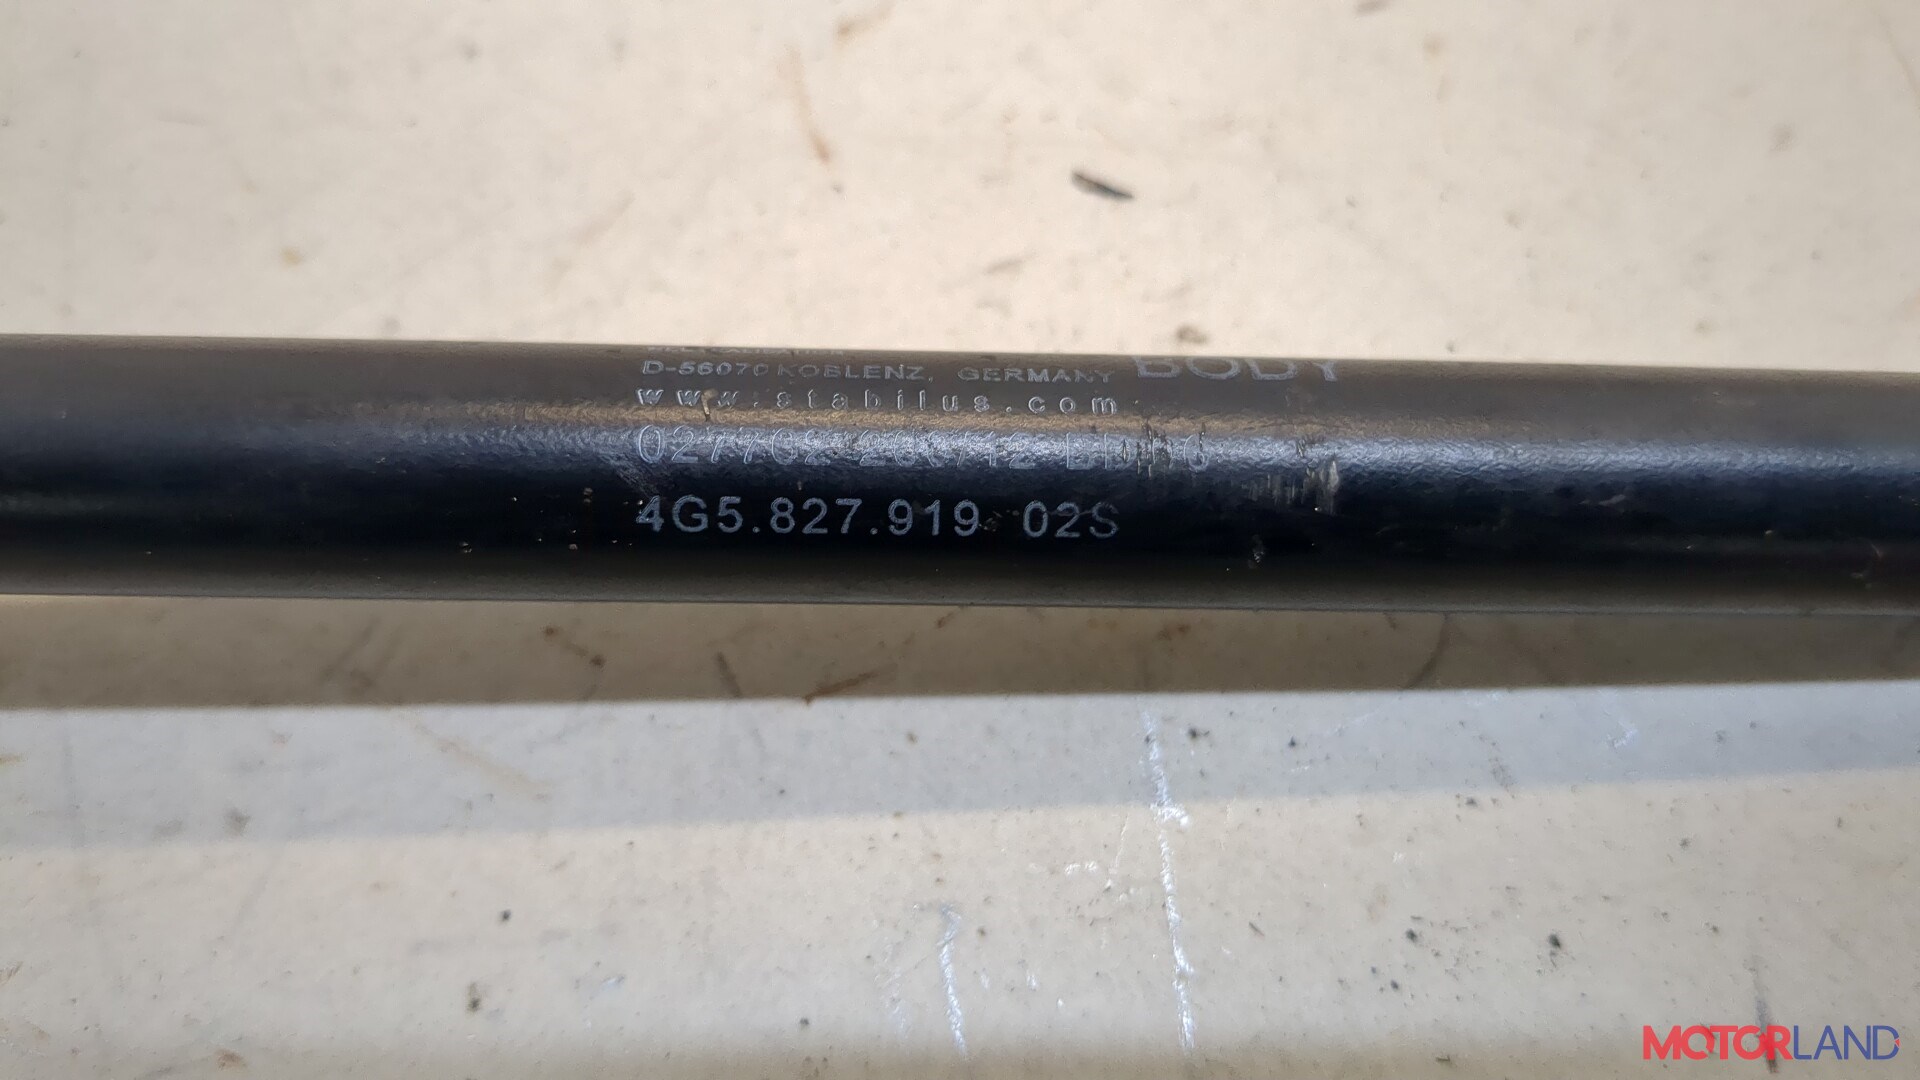 D-56070 KOBLENZ, GERMANY BODY
www.stabilus.com
4G5.827.919 02S
MOTORLAND